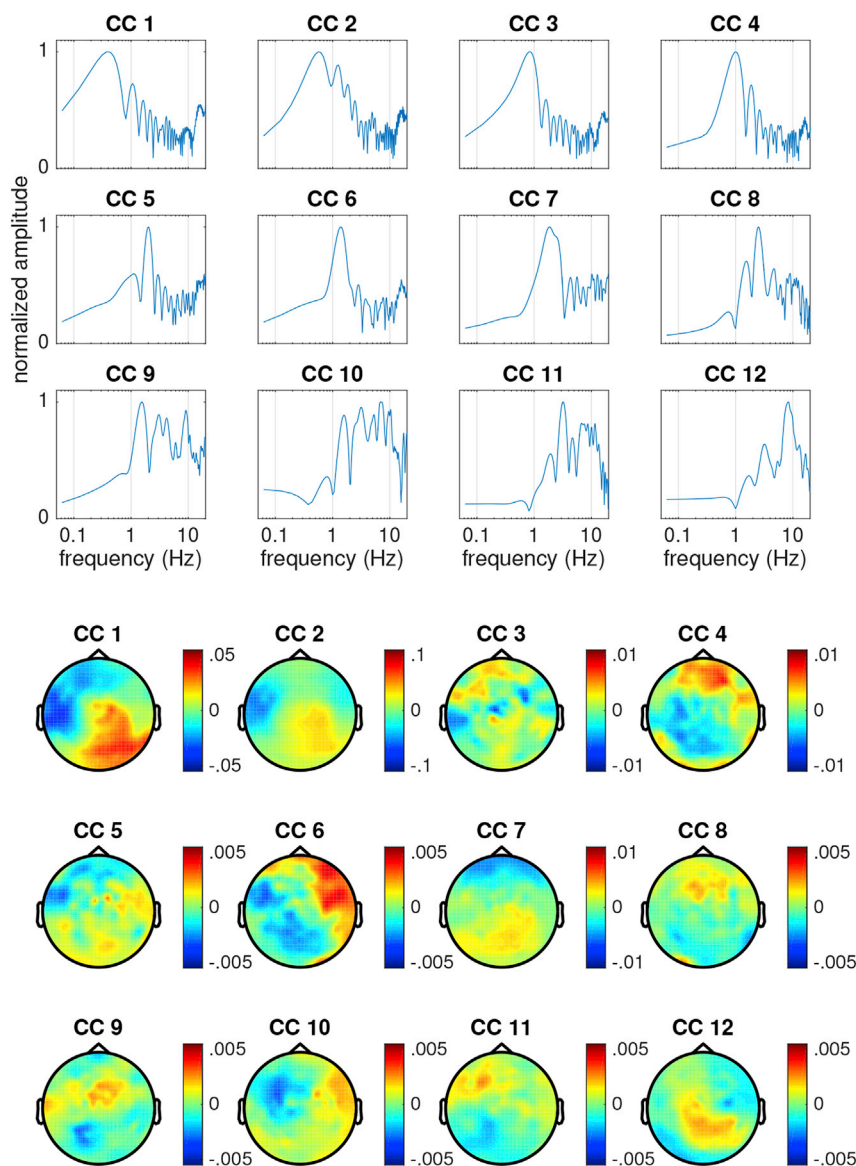 CC 1 CC 2 CC 3 CC 4
1
0
CC 5 CC 6 CC 7 CC 8
1
0
normalized amplitude
CC 9 CC 10 CC 11 CC 12
1
0
0.1 1 10 0.1 1 10 0.1 1 10 0.1 1 10
frequency (Hz) frequency (Hz) frequency (Hz) frequency (Hz)
CC 1 CC 2 CC 3 CC 4
.05 .1 .01 .01
0 0 0 0
-.05 -.1 -.01 -.01
CC 5 CC 6 CC 7 CC 8
.005 .005 .01 .005
0 0 0 0
-.005 -.005 -.01 -.005
CC 9 CC 10 CC 11 CC 12
.005 .005 .005 .005
0 0 0 0
-.005 -.005 -.005 -.005